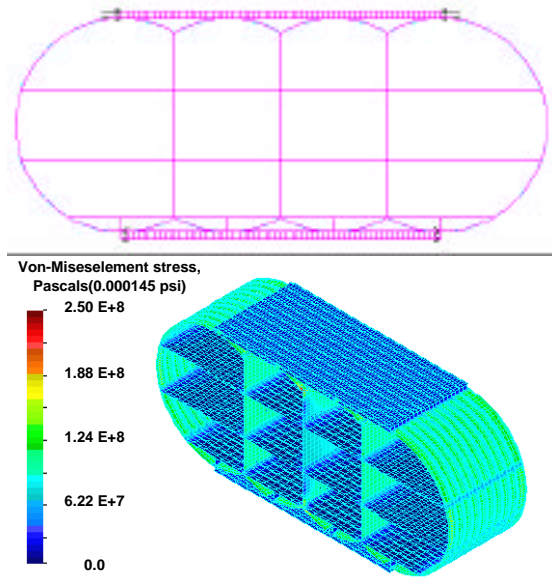 Von-Miseselement stress,
Pascals(0.000145 psi)
2.50 E+8
1.88 E+8
1.24 E+8
6.22 E+7
0.0